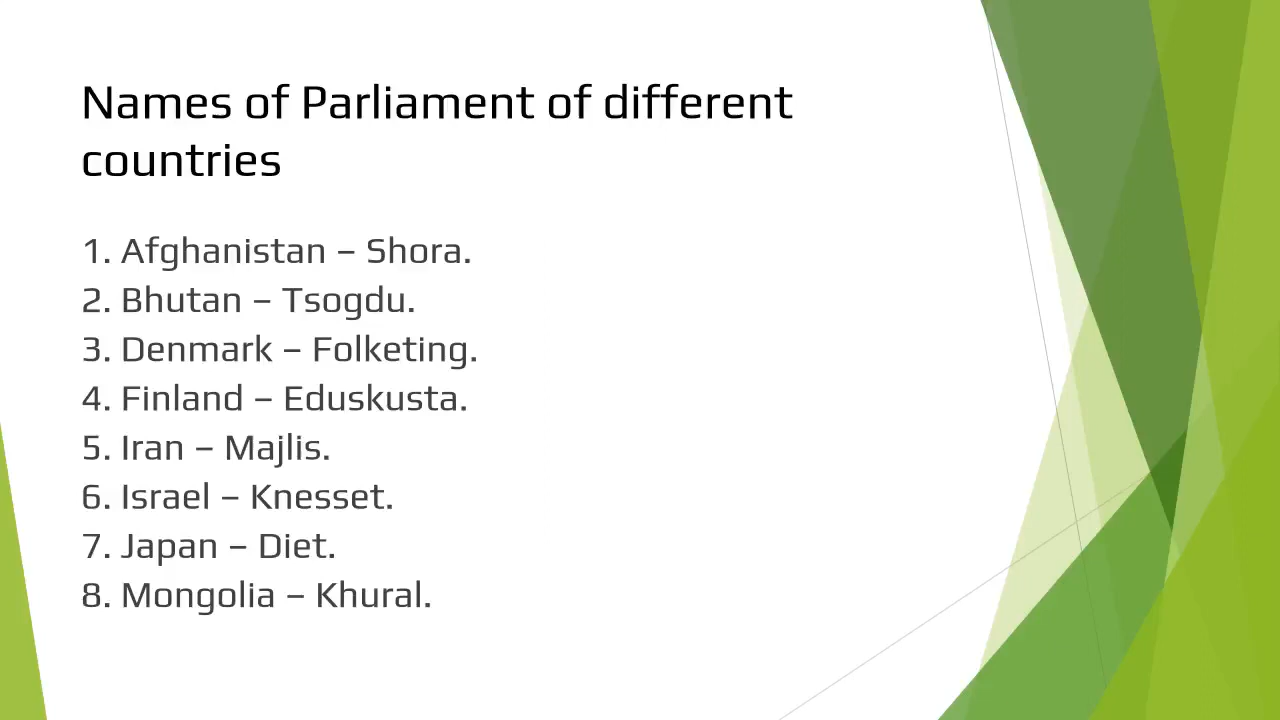 Names of Parliament of different
countries
1. Afghanistan – Shora.
2. Bhutan – Tsogdu.
3. Denmark – Folketing.
4. Finland – Eduskusta.
5. Iran – Majlis.
6. Israel – Knesset.
7. Japan – Diet.
8. Mongolia – Khural.